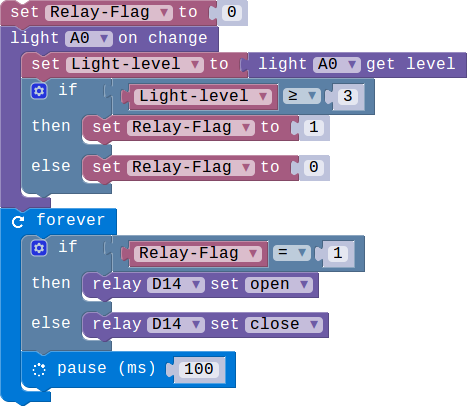 set Relay-Flag ▾ to 0
light A0 ▾ on change
set Light-level ▾ to light A0 ▾ get level
if Light-level ▾ ≥ ▾ 3
then set Relay-Flag ▾ to 1
else set Relay-Flag ▾ to 0
forever
if Relay-Flag ▾ = ▾ 1
then relay D14 ▾ set open ▾
else relay D14 ▾ set close ▾
pause (ms) 100